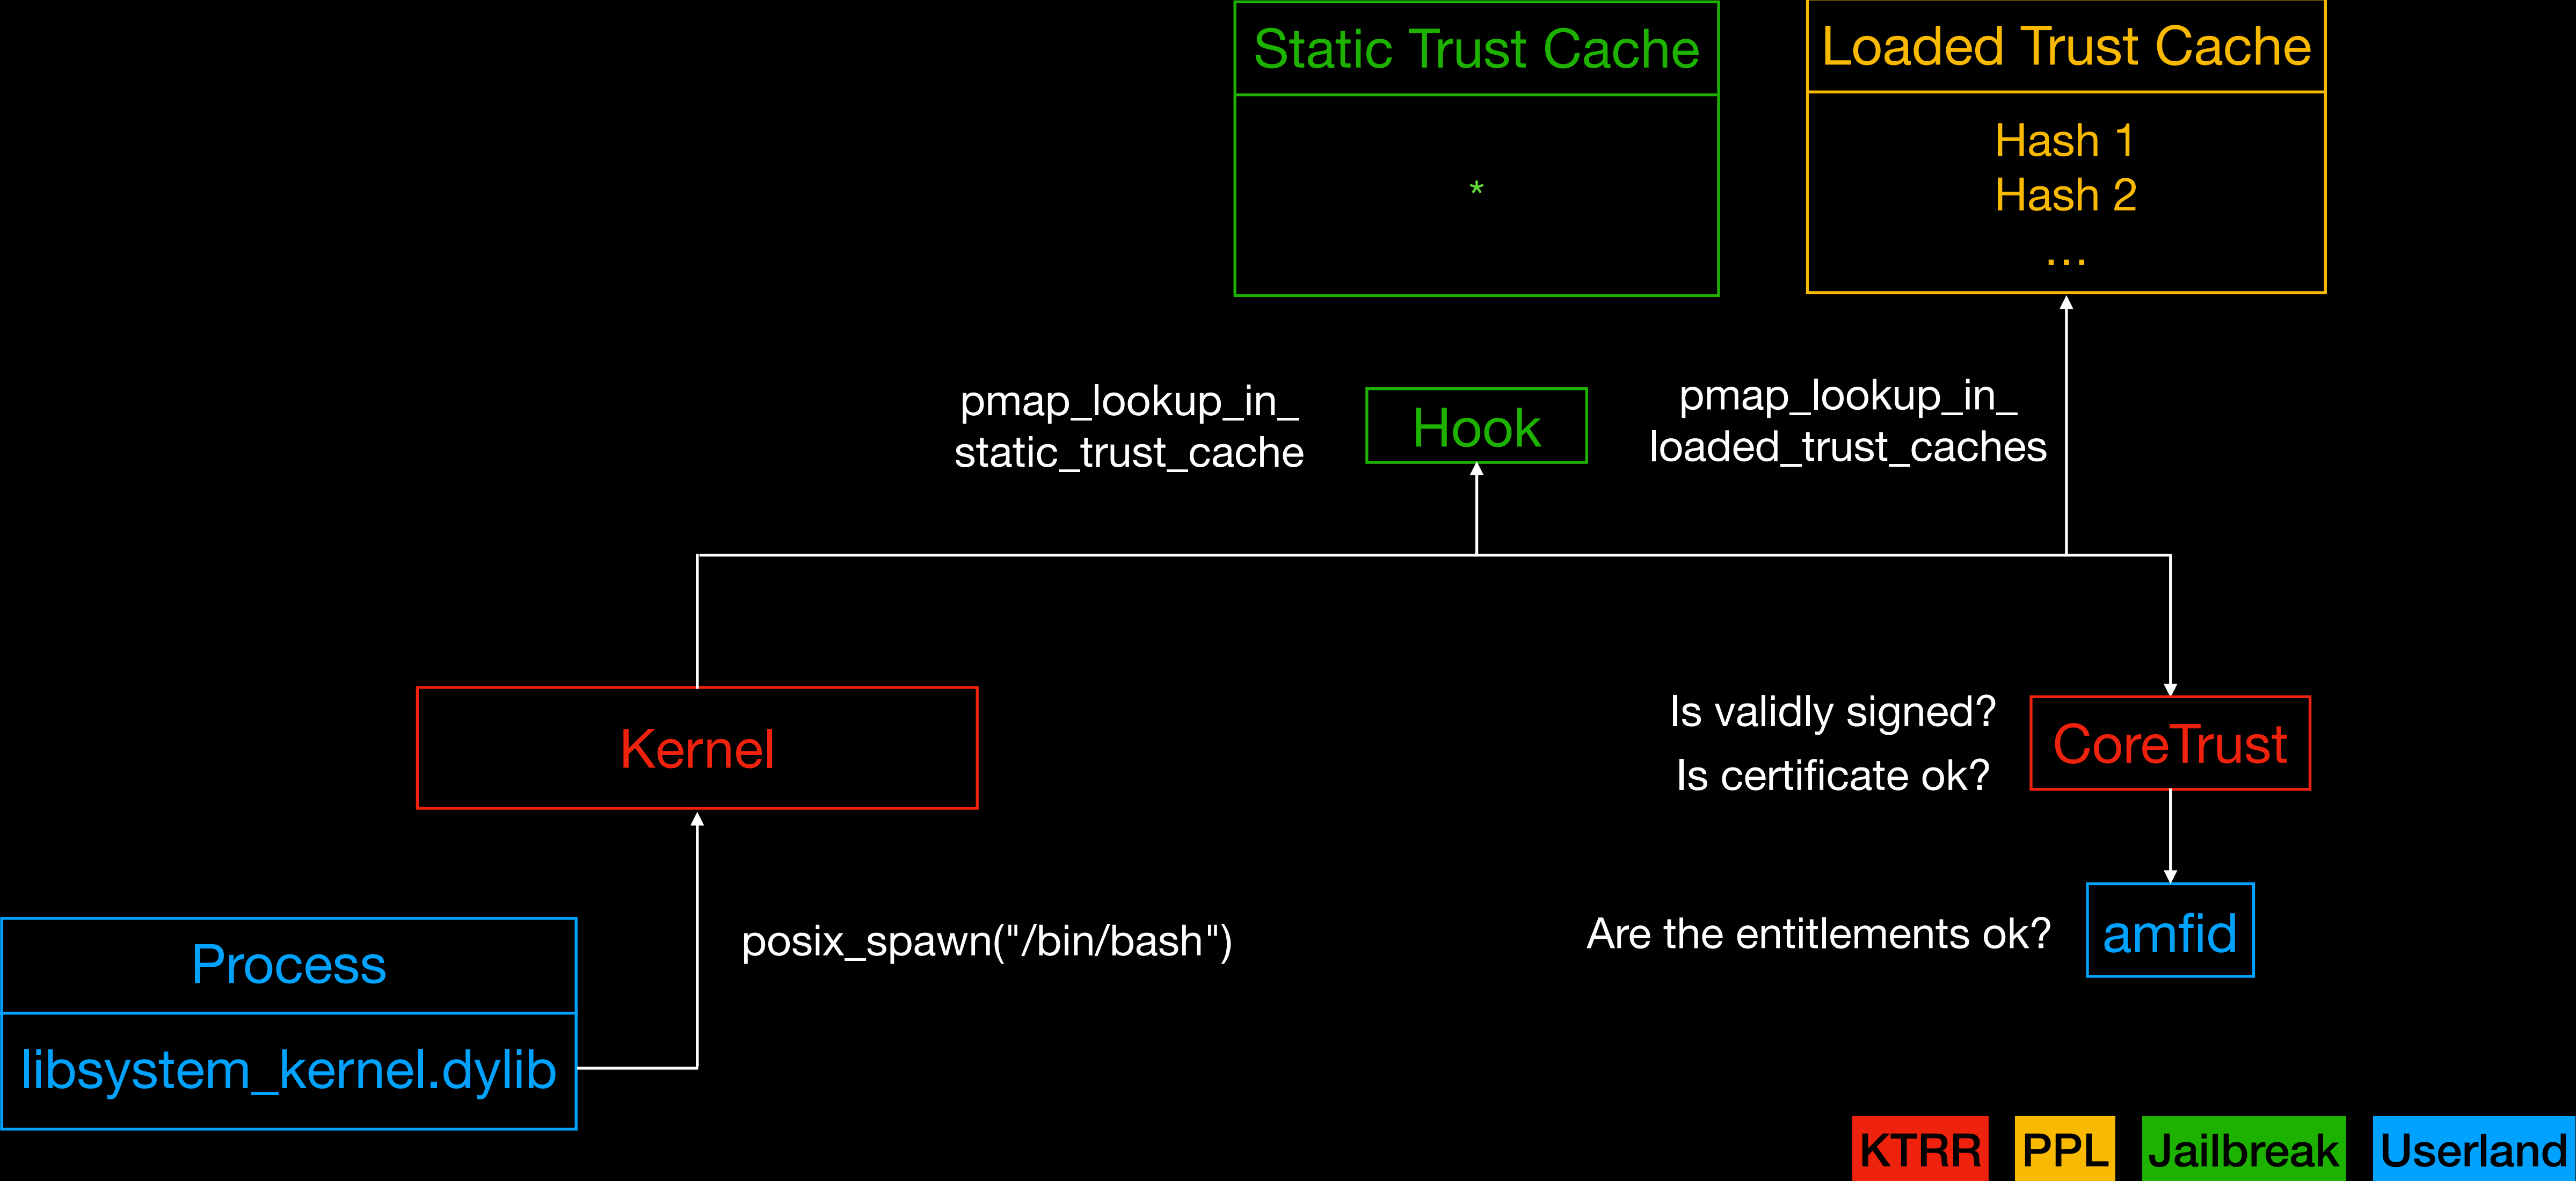 Static Trust Cache
*
Loaded Trust Cache
Hash 1
Hash 2
...
pmap_lookup_in_
static_trust_cache
Hook
pmap_lookup_in_
loaded_trust_caches
Kernel
Is validly signed?
Is certificate ok?
CoreTrust
posix_spawn("/bin/bash")
Are the entitlements ok?
amfid
Process
libsystem_kernel.dylib
KTRR
PPL
Jailbreak
Userland